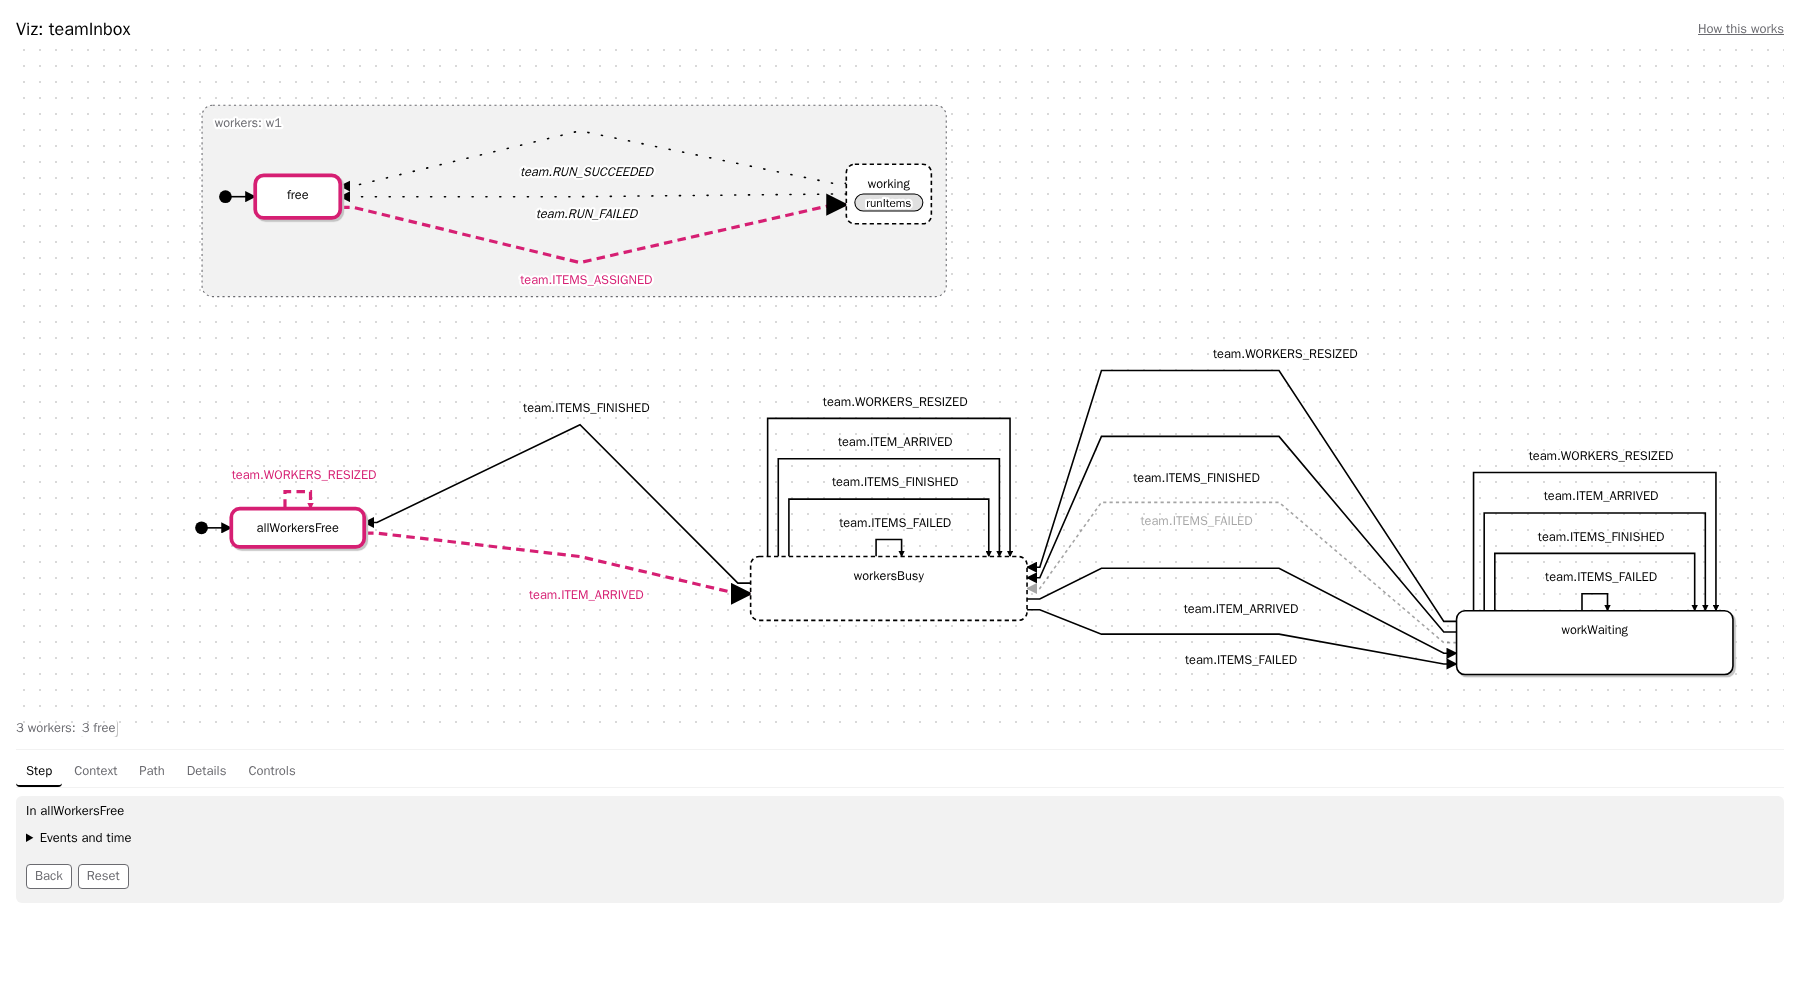 Viz: teamInbox
How this works
workers: w1
team.RUN_SUCCEEDED
free
working
runItems
team.RUN_FAILED
team.ITEMS_ASSIGNED
team.WORKERS_RESIZED
team.ITEMS_FINISHED
team.WORKERS_RESIZED
team.ITEM_ARRIVED
team.WORKERS_RESIZED
team.WORKERS_RESIZED
team.ITEMS_FINISHED
team.ITEMS_FINISHED
team.ITEM_ARRIVED
team.ITEMS_FAILED
team.ITEMS_FAILED
allWorkersFree
team.ITEMS_FINISHED
workersBusy
team.ITEMS_FAILED
team.ITEM_ARRIVED
team.ITEM_ARRIVED
workWaiting
team.ITEMS_FAILED
3 workers: 3 free
Step Context Path Details Controls
In allWorkersFree
Events and time
Back Reset